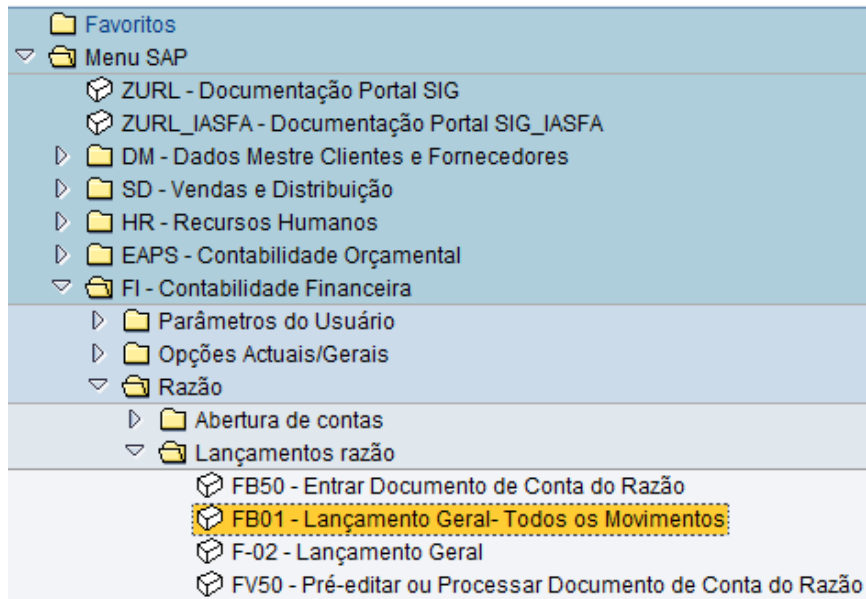 Favoritos
Menu SAP
ZURL - Documentação Portal SIG
ZURL_IASFA - Documentação Portal SIG_IASFA
DM - Dados Mestre Clientes e Fornecedores
SD - Vendas e Distribuição
HR - Recursos Humanos
EAPS - Contabilidade Orçamental
FI - Contabilidade Financeira
Parâmetros do Usuário
Opções Actuais/Gerais
Razão
Abertura de contas
Lançamentos razão
FB50 - Entrar Documento de Conta do Razão
FB01 - Lançamento Geral- Todos os Movimentos
F-02 - Lançamento Geral
FV50 - Pré-editar ou Processar Documento de Conta do Razão